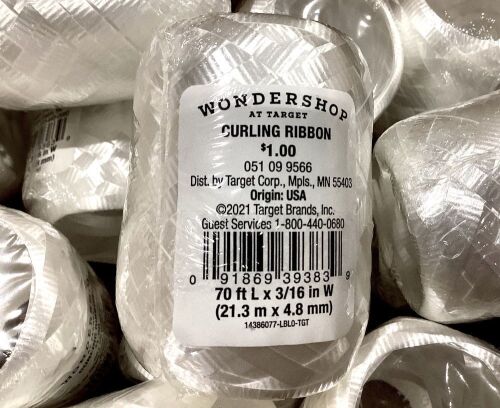 WONDERSHOP
AT TARGET
CURLING RIBBON
$1.00
051 09 9566
Dist. by Target Corp., Mpls., MN 55403
Origin: USA
©2021 Target Brands, Inc.
Guest Services 1-800-440-0680
0 91869 39383 9
70 ft L x 3/16 in W
(21.3 m x 4.8 mm)
14386077-LBLO-TGT